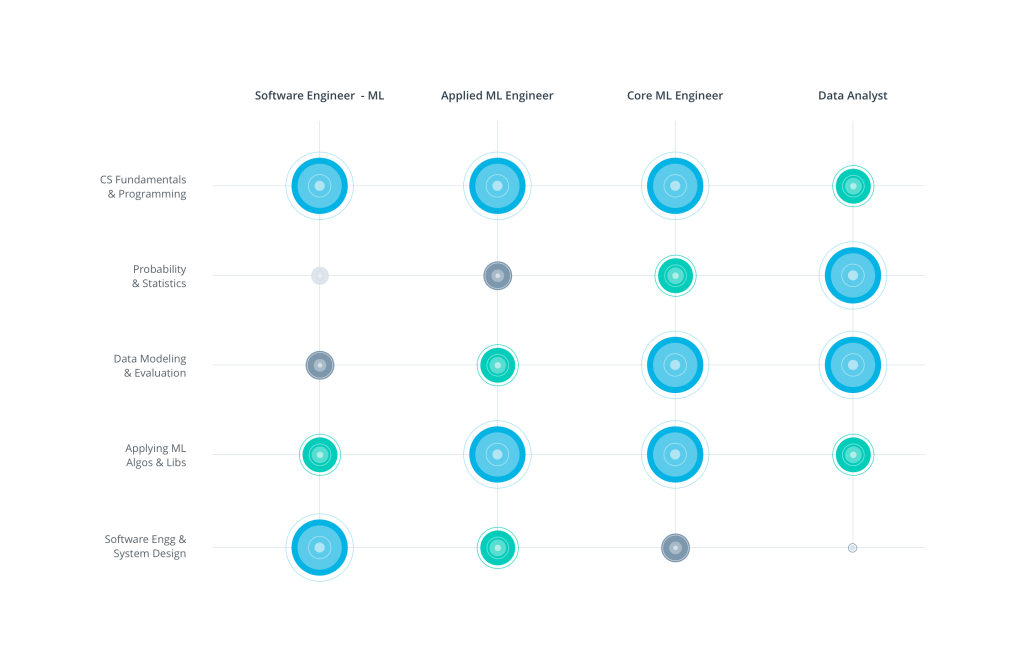 Software Engineer - ML
Applied ML Engineer
Core ML Engineer
Data Analyst
CS Fundamentals
& Programming
Probability
& Statistics
Data Modeling
& Evaluation
Applying ML
Algos & Libs
Software Engg &
System Design